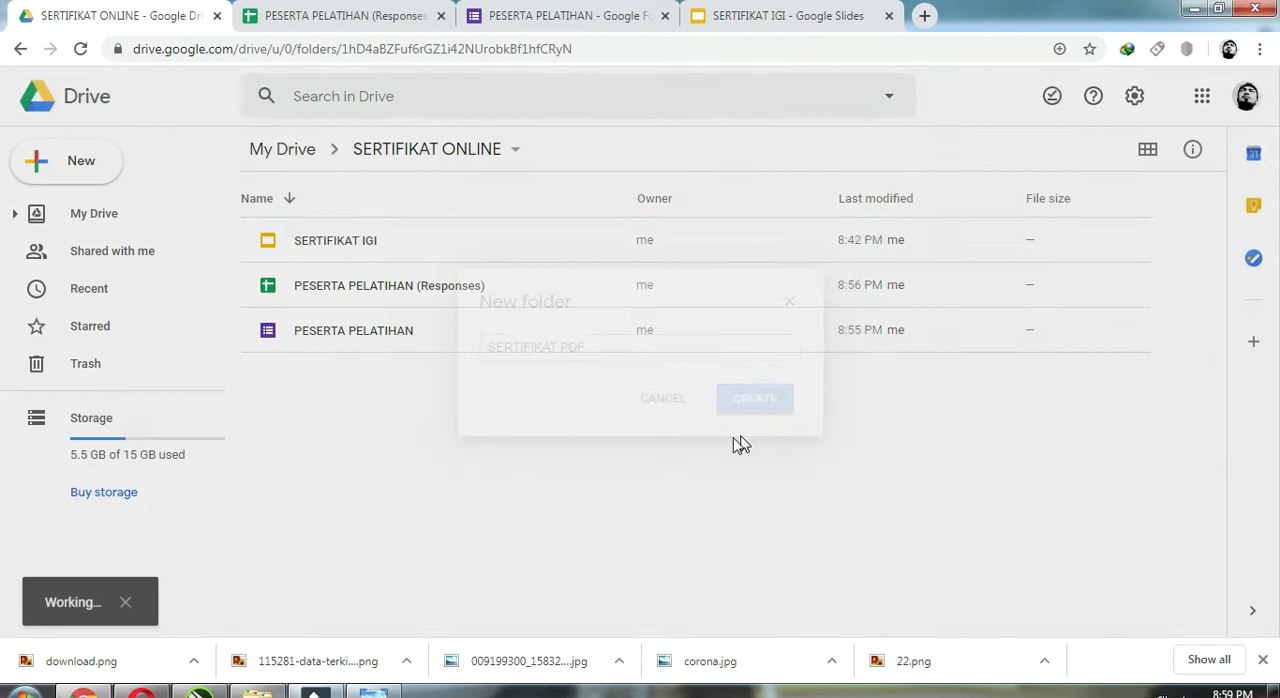 SERTIFIKAT ONLINE - Google Dri
PESERTA PELATIHAN (Responses
PESERTA PELATIHAN - Google Fo
SERTIFIKAT IGI - Google Slides
drive.google.com/drive/u/0/folders/1hD4aBZFuf6rGZ1i42NUrobkBf1hfCRyN
Drive
Search in Drive
New
My Drive > SERTIFIKAT ONLINE
Name
Owner
Last modified
File size
My Drive
Shared with me
Recent
Starred
Trash
Storage
5.5 GB of 15 GB used
Buy storage
SERTIFIKAT IGI
me
8:42 PM me
—
PESERTA PELATIHAN (Responses)
me
8:56 PM me
—
PESERTA PELATIHAN
me
8:55 PM me
—
New folder
SERTIFIKAT PDF
CANCEL
CREATE
31
Working...
download.png
115281-data-terki....png
009199300_15832....jpg
corona.jpg
22.png
Show all
8:59 PM